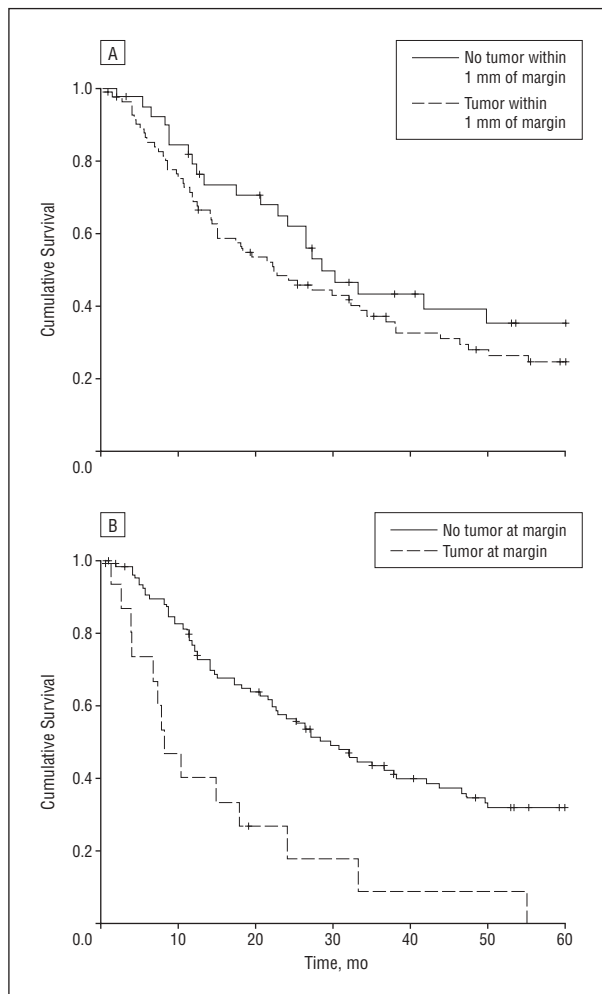 A
No tumor within
1 mm of margin
Tumor within
1 mm of margin
1.0
0.8
0.6
0.4
0.2
0.0
Cumulative Survival
B
No tumor at margin
Tumor at margin
1.0
0.8
0.6
0.4
0.2
0.0
Cumulative Survival
10
20
30
40
50
60
Time, mo